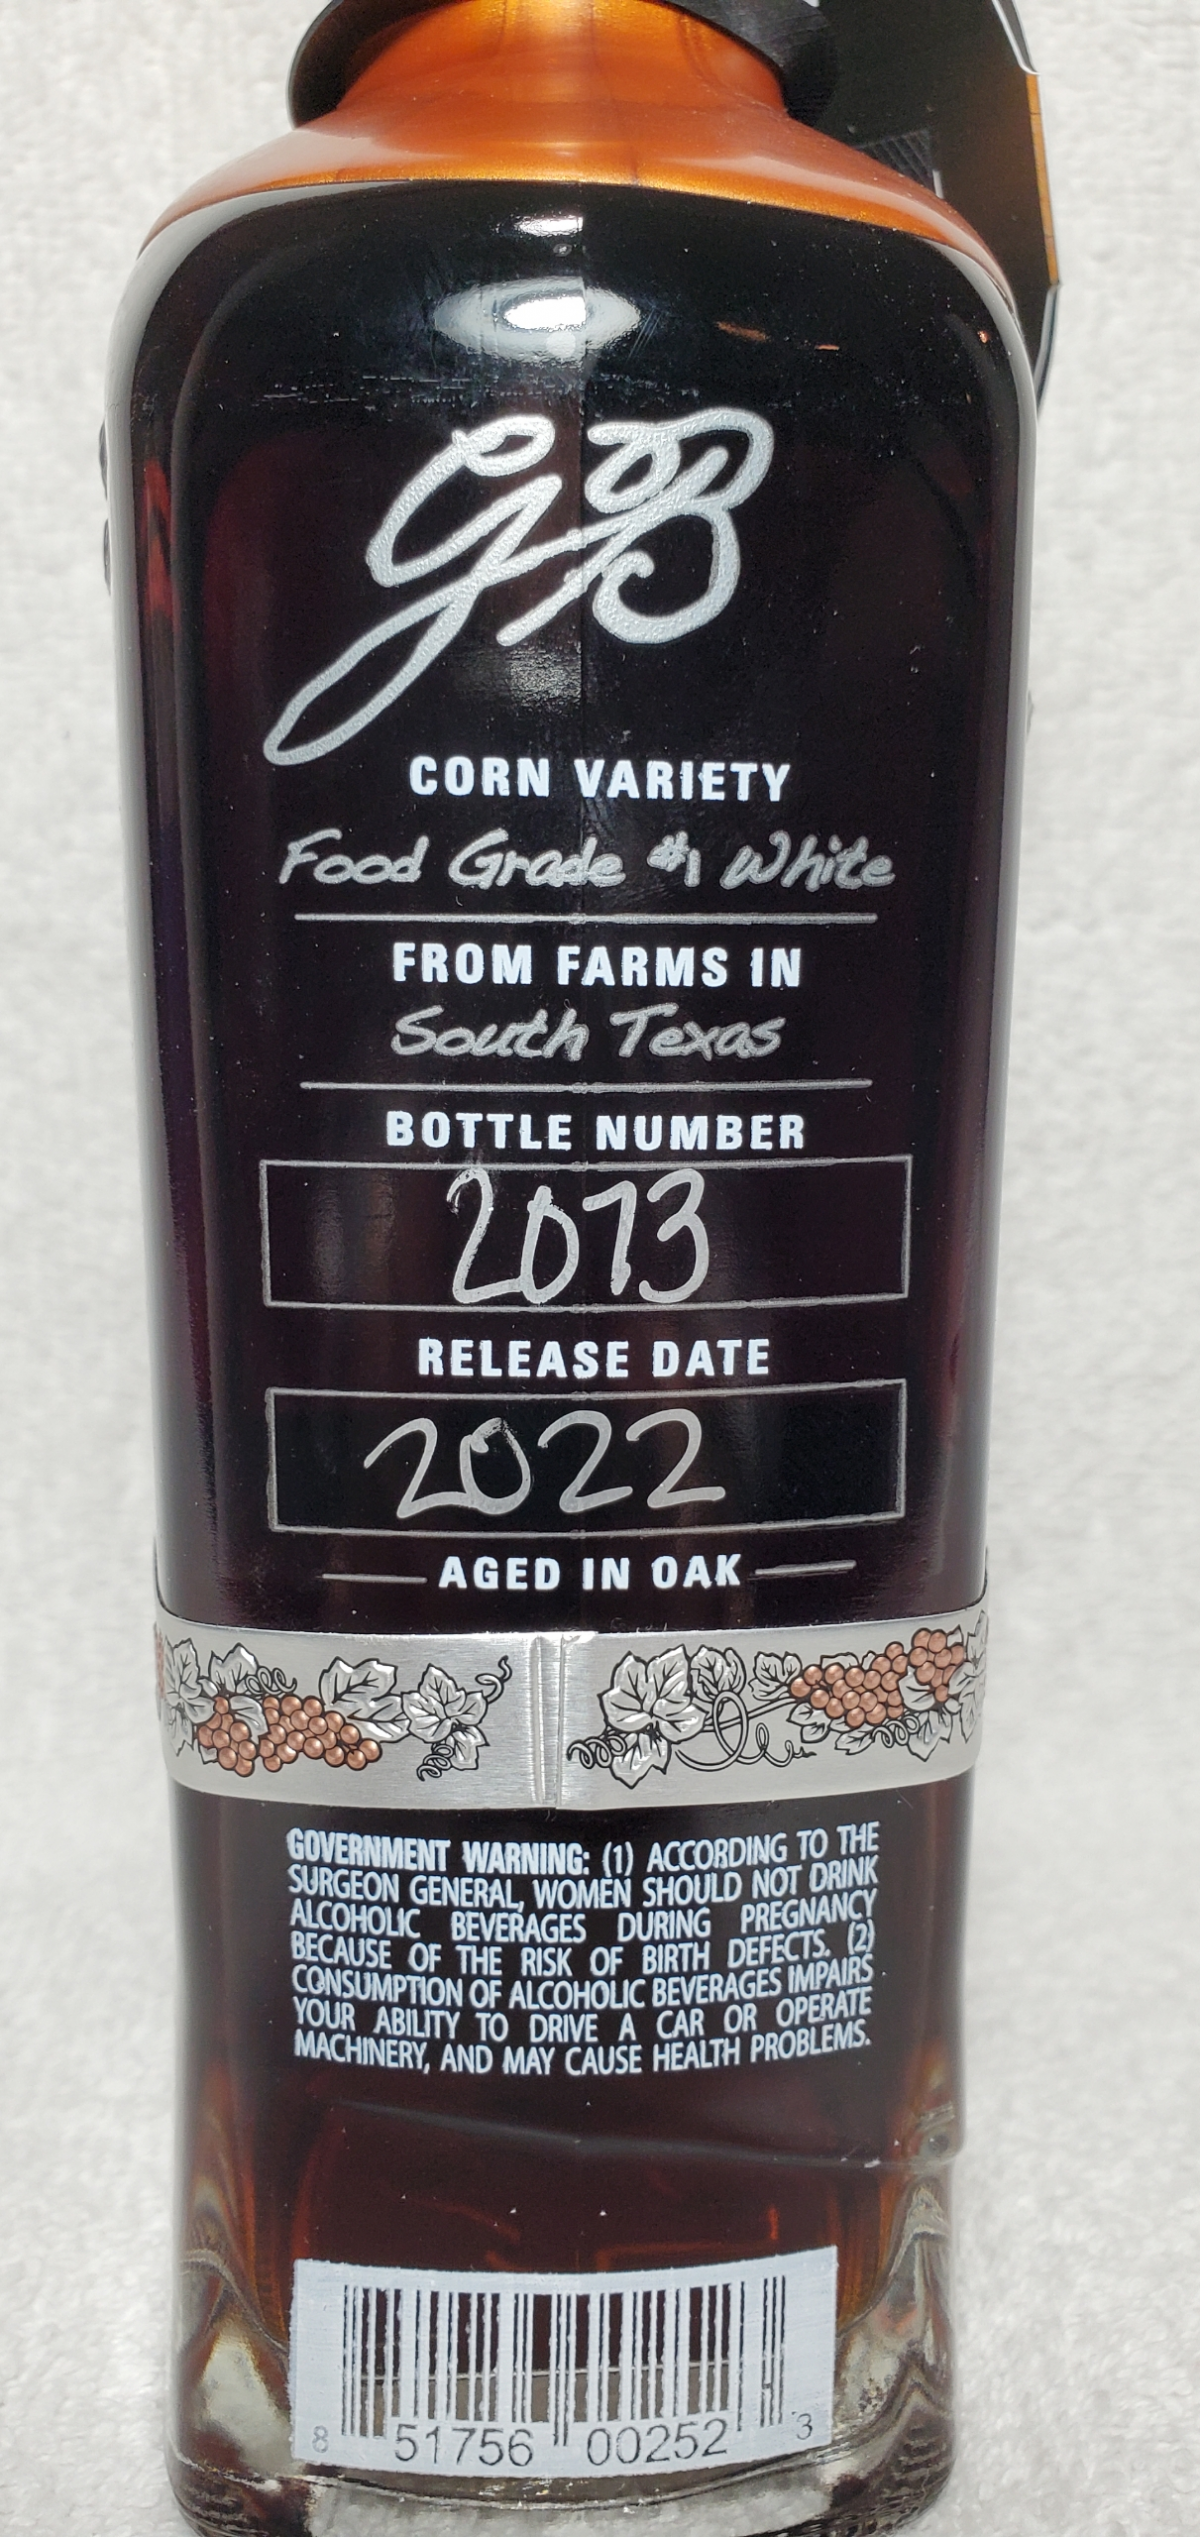 GB
CORN VARIETY
Food Grade #1 White
FROM FARMS IN
South Texas
BOTTLE NUMBER
2073
RELEASE DATE
2022
AGED IN OAK
GOVERNMENT WARNING: (1) ACCORDING TO THE
SURGEON GENERAL, WOMEN SHOULD NOT DRINK
ALCOHOLIC BEVERAGES DURING PREGNANCY
BECAUSE OF THE RISK OF BIRTH DEFECTS. (2)
CONSUMPTION OF ALCOHOLIC BEVERAGES IMPAIRS
YOUR ABILITY TO DRIVE A CAR OR OPERATE
MACHINERY, AND MAY CAUSE HEALTH PROBLEMS.
8 51756 00252 3